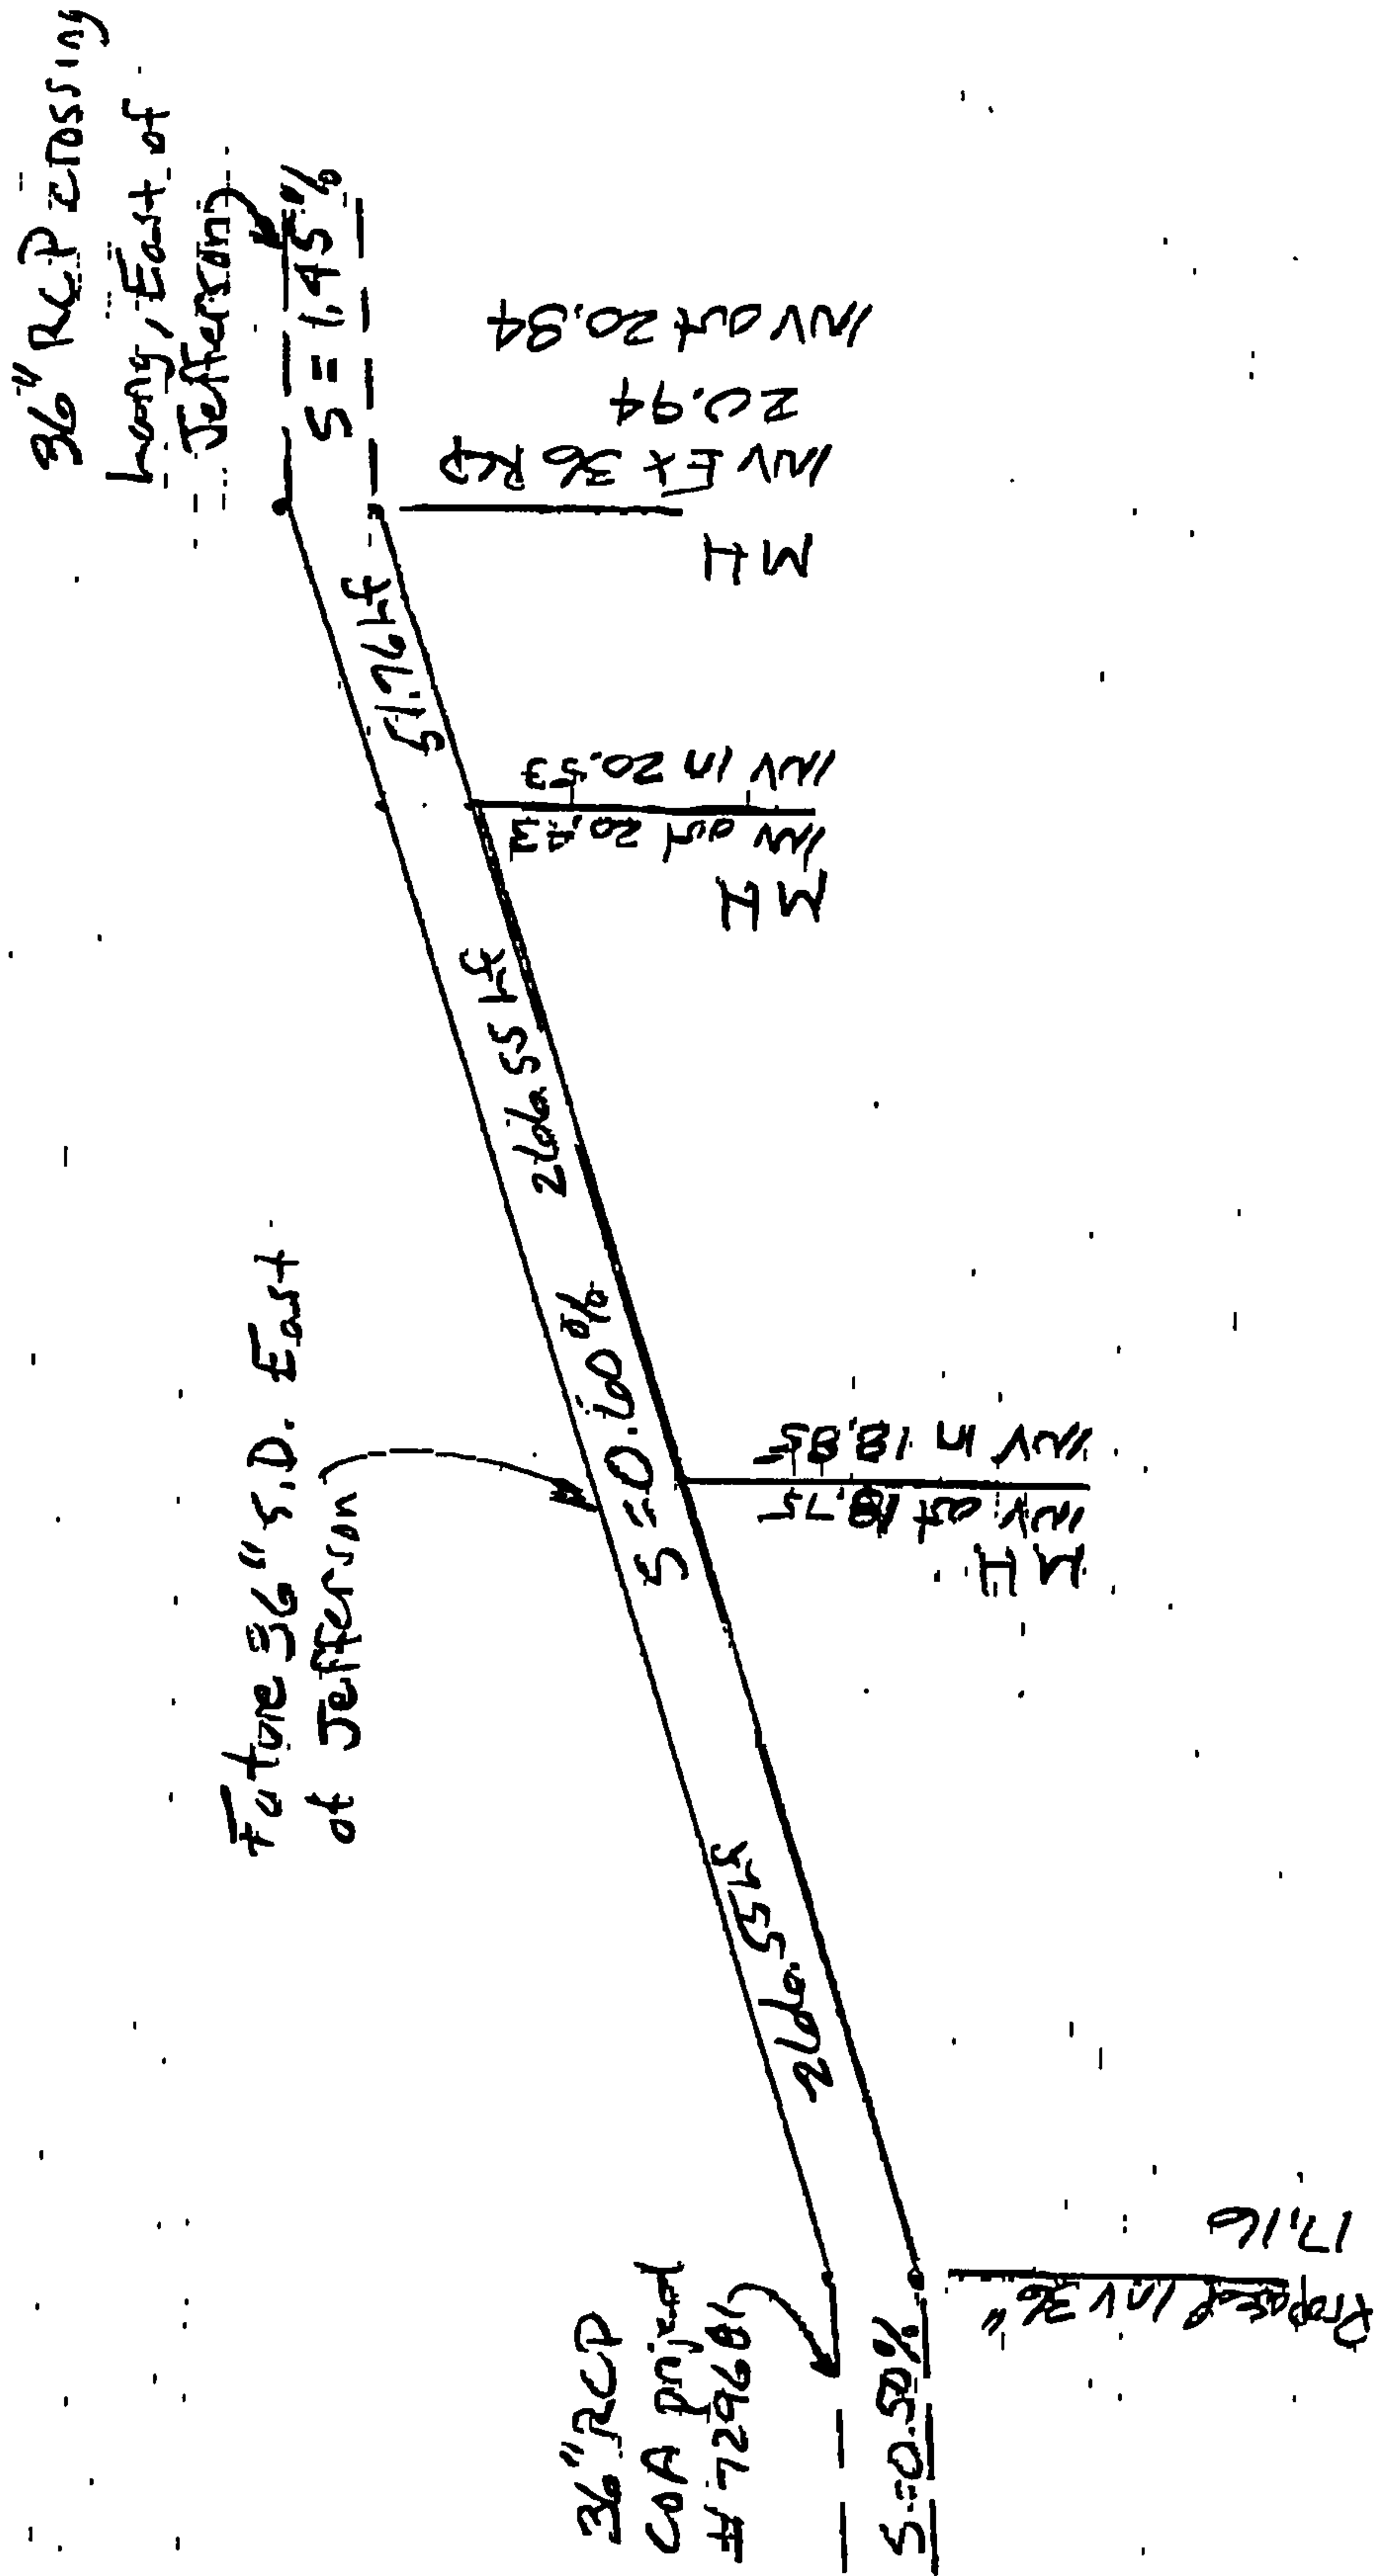 36" RCP crossing
Lang, East of
Jefferson
S = 1.45%
INV out 20.84
20.94
INV Ex 36 RCP
MH
51.76 Lf
INV in 20.53
INV out 20.43
MH
266.55 Lf
Future 36" S.D. East
of Jefferson
S = 0.60%
INV in 18.85
INV out 18.75
MH
266.55 Lf
36" RCP
COA project
# 729681
S = 0.50%
Proposed INV 36"
17.16